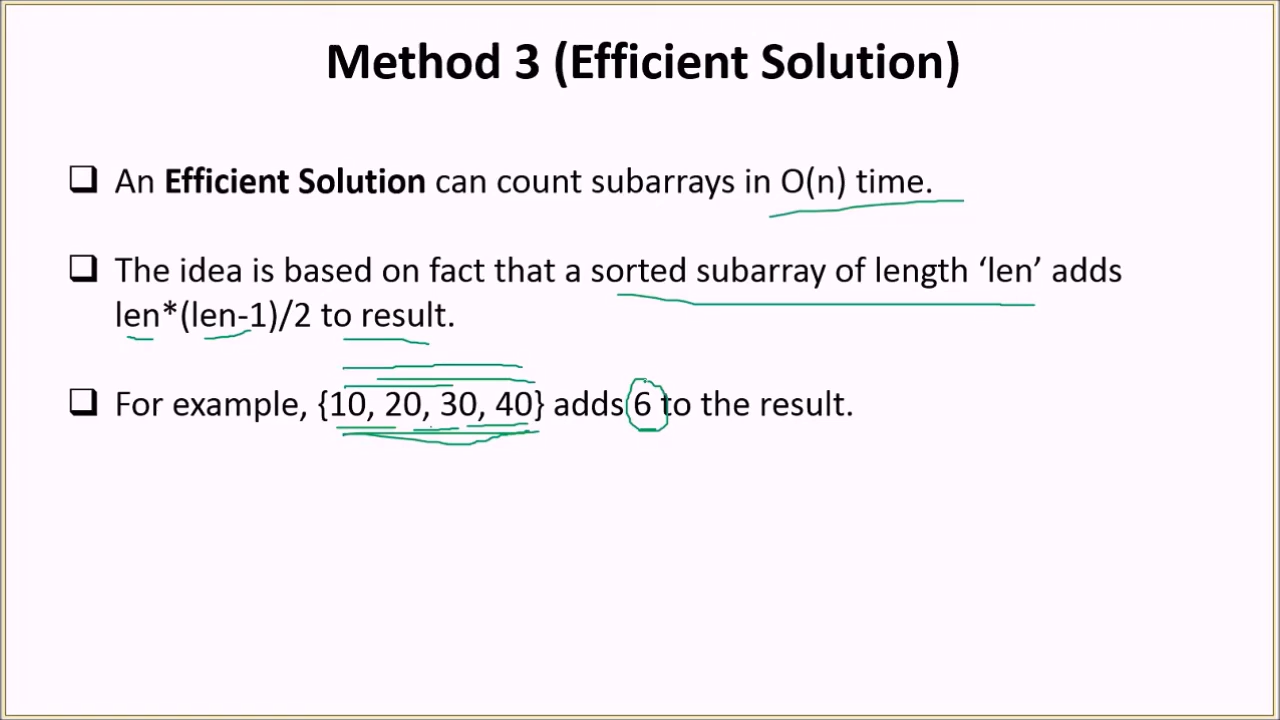 Method 3 (Efficient Solution)
❑ An Efficient Solution can count subarrays in O(n) time.
❑ The idea is based on fact that a sorted subarray of length ‘len’ adds
len*(len-1)/2 to result.
❑ For example, {10, 20, 30, 40} adds 6 to the result.